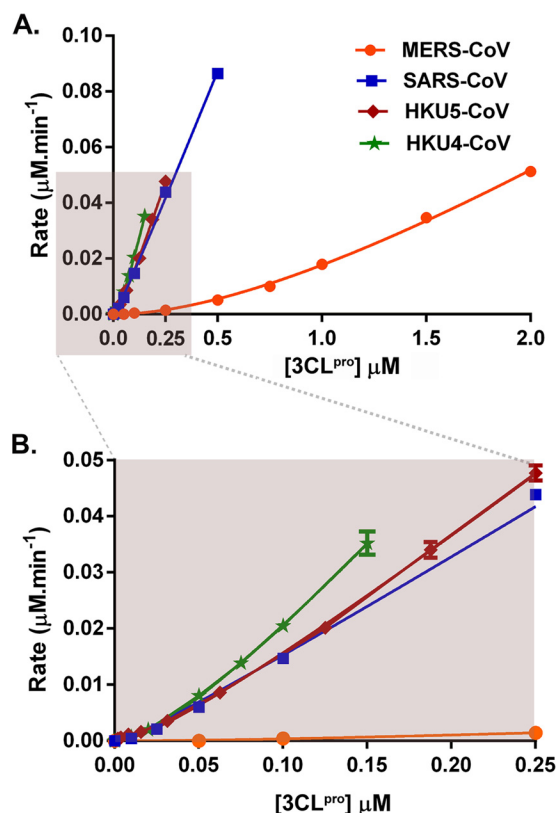 A.
0.10
0.08
0.06
0.04
0.02
0.00
Rate (µM.min⁻¹)
MERS-CoV
SARS-CoV
HKU5-CoV
HKU4-CoV
0.0 0.25 0.5 1.0 1.5 2.0
[3CLᵖʳᵒ] µM
B.
0.05
0.04
0.03
0.02
0.01
0.00
Rate (µM.min⁻¹)
0.00 0.05 0.10 0.15 0.20 0.25
[3CLᵖʳᵒ] µM